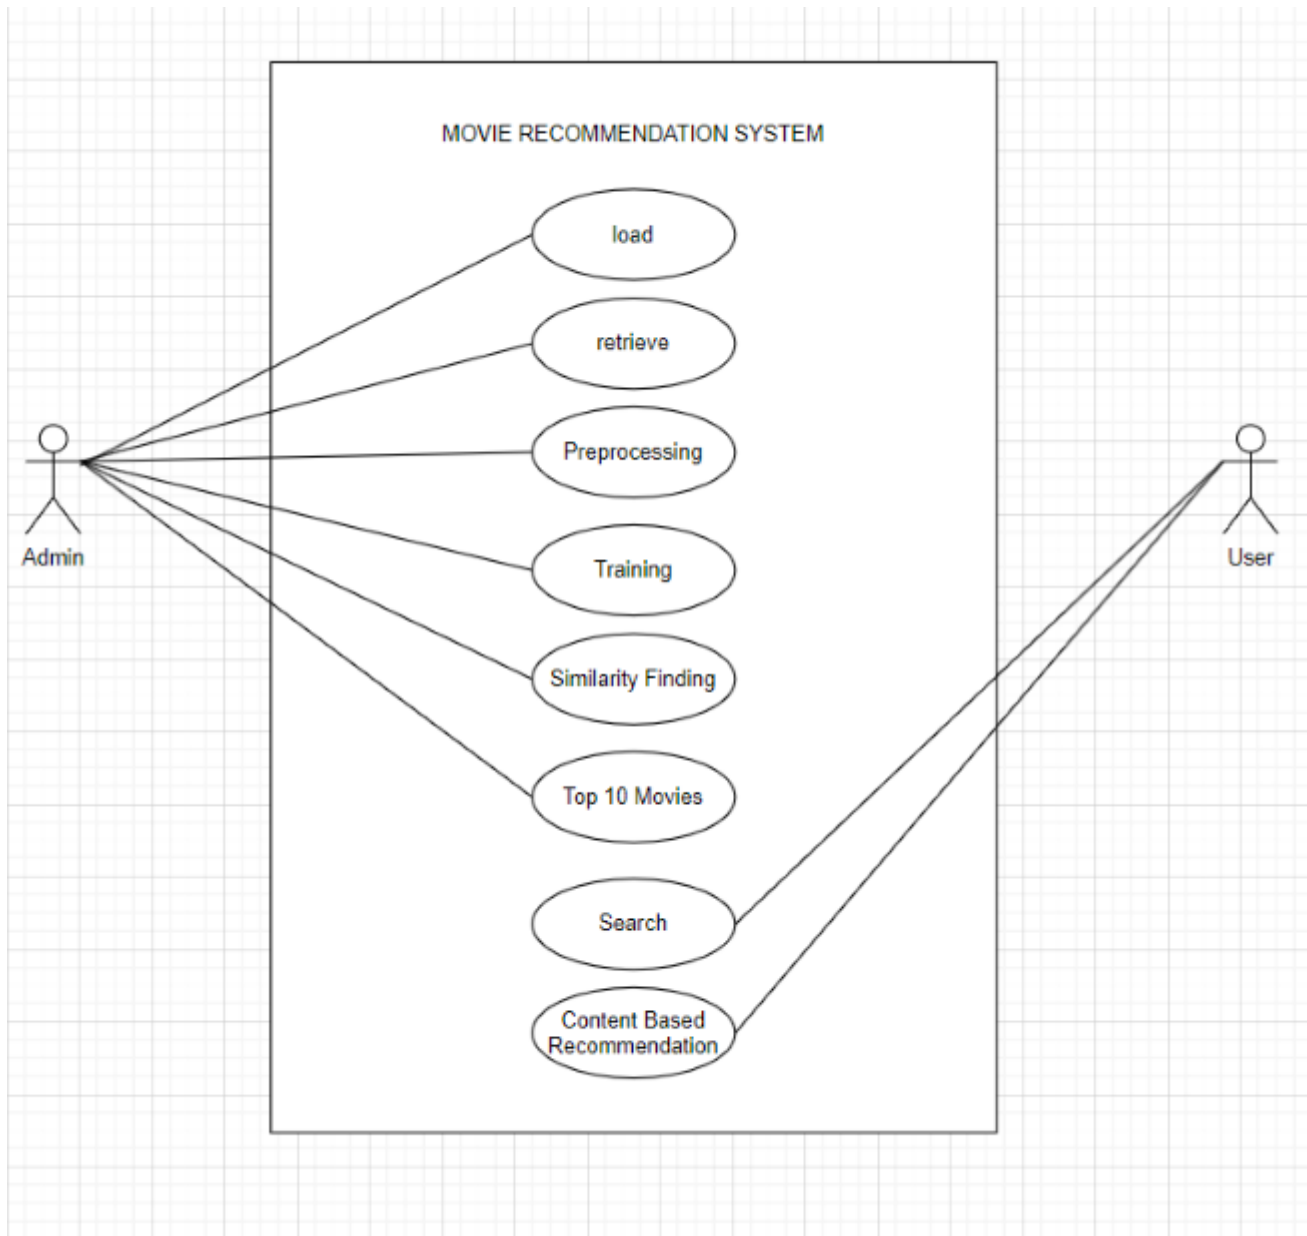 MOVIE RECOMMENDATION SYSTEM
load
retrieve
Preprocessing
Training
Similarity Finding
Top 10 Movies
Search
Content Based
Recommendation
Admin
User